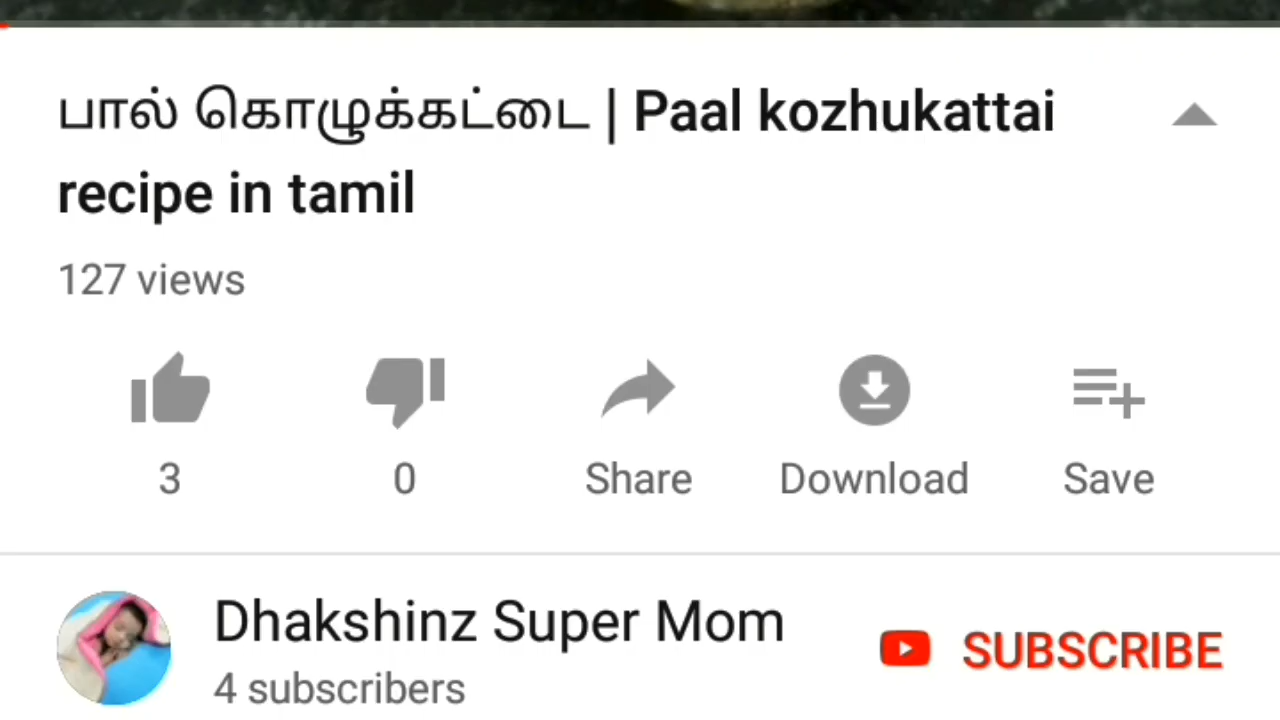 பால் கொழுக்கட்டை | Paal kozhukattai
recipe in tamil
127 views
3
0
Share
Download
Save
Dhakshinz Super Mom
4 subscribers
SUBSCRIBE